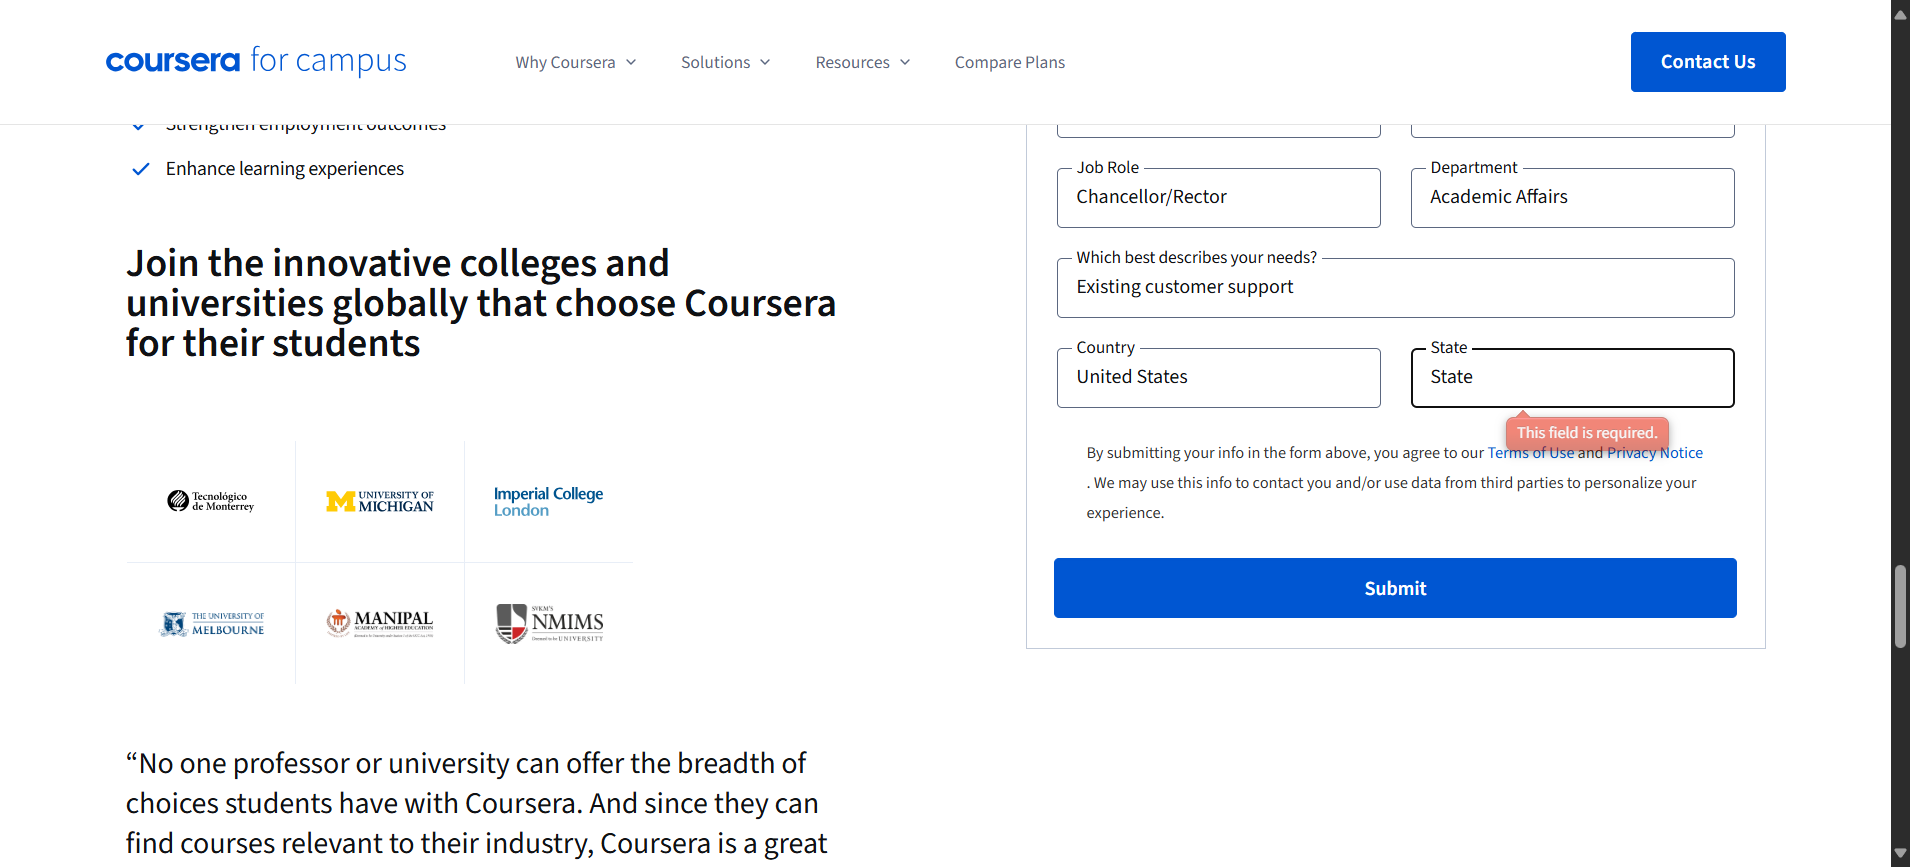 coursera for campus
Why Coursera
Solutions
Resources
Compare Plans
Contact Us
Strengthen employment outcomes
Enhance learning experiences
Join the innovative colleges and
universities globally that choose Coursera
for their students
Tecnológico
de Monterrey
UNIVERSITY OF
MICHIGAN
Imperial College
London
THE UNIVERSITY OF
MELBOURNE
MANIPAL
ACADEMY of HIGHER EDUCATION
SVKM'S
NMIMS
Deemed to be UNIVERSITY
“No one professor or university can offer the breadth of
choices students have with Coursera. And since they can
find courses relevant to their industry, Coursera is a great
Job Role
Chancellor/Rector
Department
Academic Affairs
Which best describes your needs?
Existing customer support
Country
United States
State
State
This field is required.
By submitting your info in the form above, you agree to our Terms of Use and Privacy Notice
. We may use this info to contact you and/or use data from third parties to personalize your
experience.
Submit